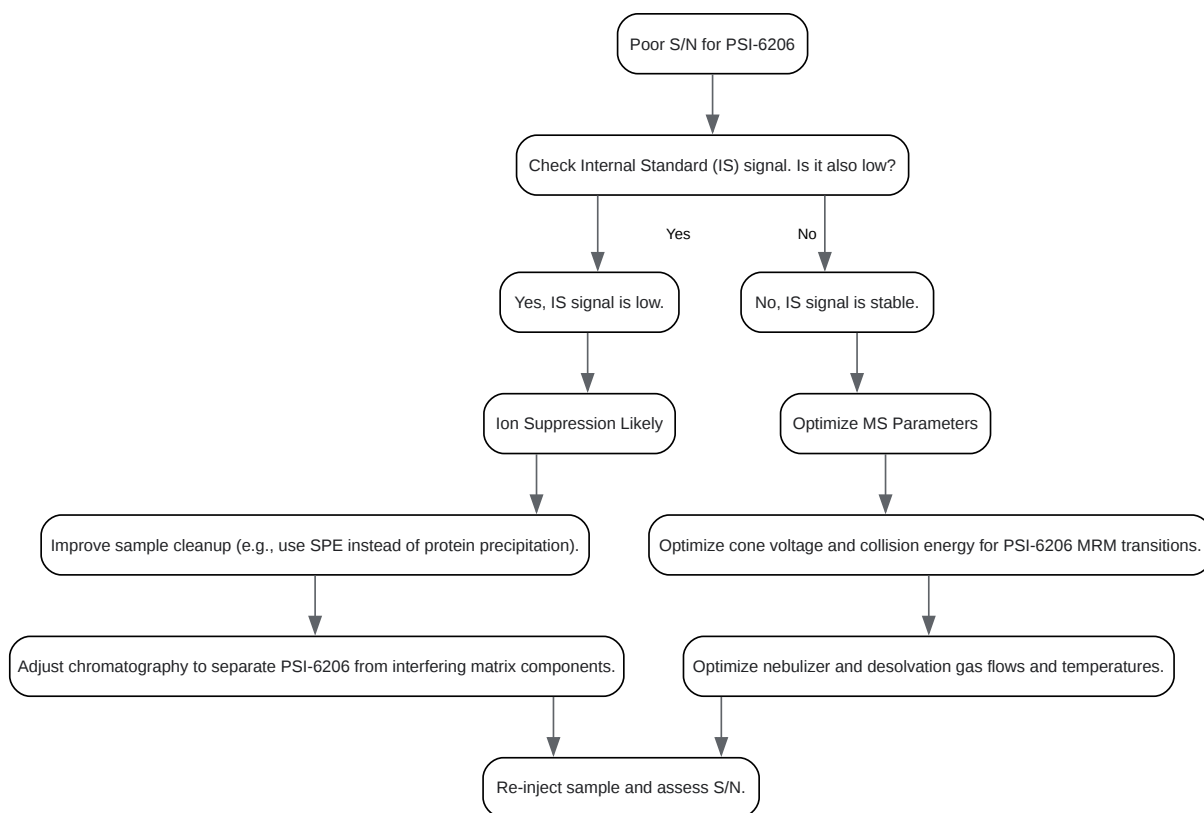 Poor S/N for PSI-6206
Check Internal Standard (IS) signal. Is it also low?
Yes
No
Yes, IS signal is low.
No, IS signal is stable.
Ion Suppression Likely
Optimize MS Parameters
Improve sample cleanup (e.g., use SPE instead of protein precipitation).
Optimize cone voltage and collision energy for PSI-6206 MRM transitions.
Adjust chromatography to separate PSI-6206 from interfering matrix components.
Optimize nebulizer and desolvation gas flows and temperatures.
Re-inject sample and assess S/N.